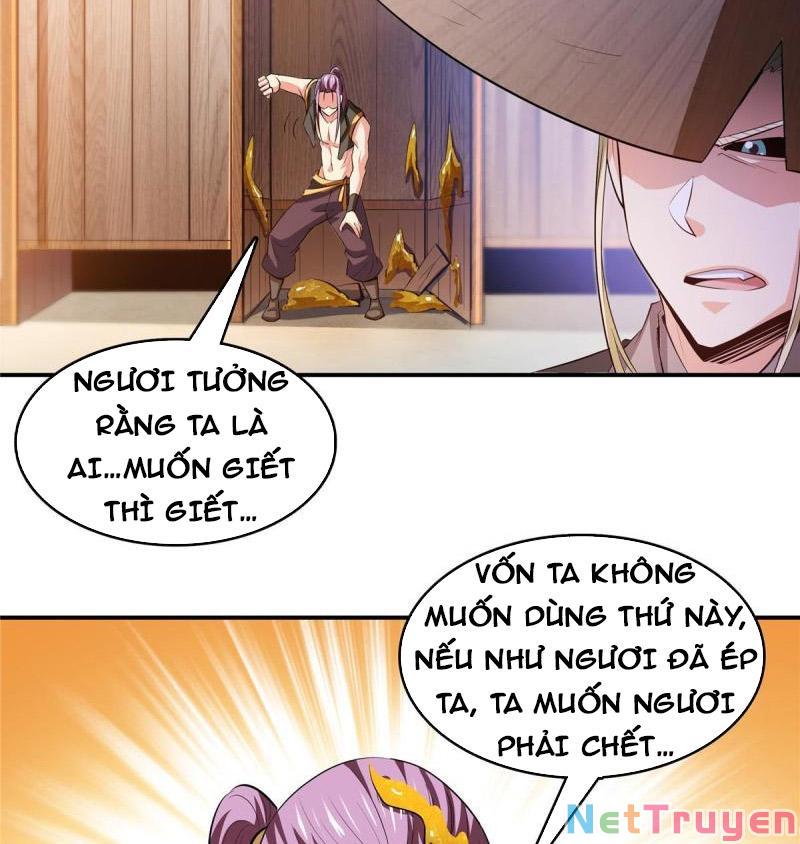 NGƯƠI TƯỞNG
RẰNG TA LÀ
AI...MUỐN GIẾT
THÌ GIẾT...
VỐN TA KHÔNG
MUỐN DÙNG THỨ NÀY,
NẾU NHƯ NGƯƠI ĐÃ ÉP
TA, TA MUỐN NGƯƠI
PHẢI CHẾT...
NetTruyen